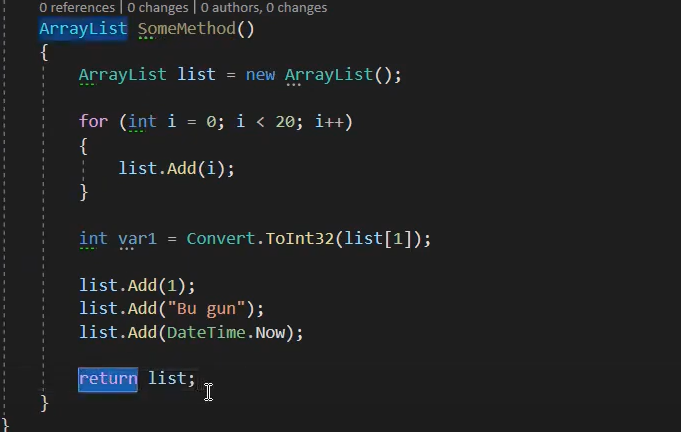 0 references | 0 changes | 0 authors, 0 changes
ArrayList SomeMethod()
{
ArrayList list = new ArrayList();
for (int i = 0; i < 20; i++)
{
list.Add(i);
}
int var1 = Convert.ToInt32(list[1]);
list.Add(1);
list.Add("Bu gun");
list.Add(DateTime.Now);
return list;
}
}